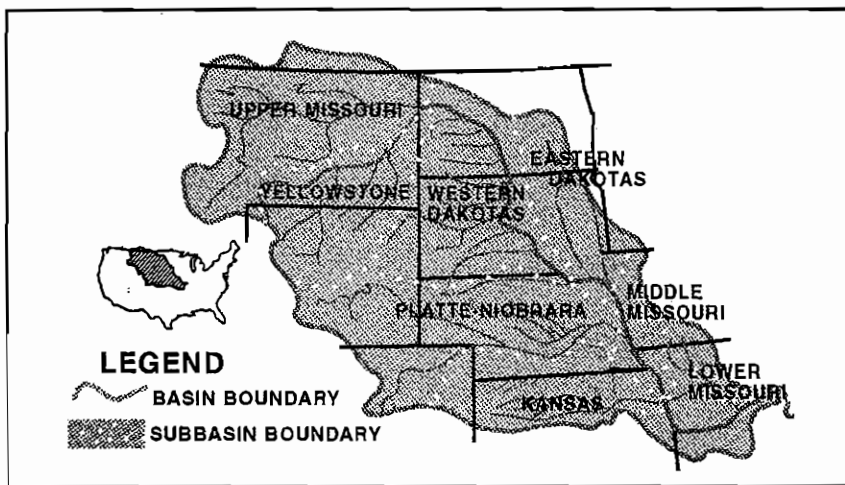 UPPER MISSOURI
EASTERN
DAKOTAS
YELLOWSTONE
WESTERN
DAKOTAS
PLATTE-NIOBRARA
MIDDLE
MISSOURI
LOWER
MISSOURI
KANSAS
LEGEND
BASIN BOUNDARY
SUBBASIN BOUNDARY